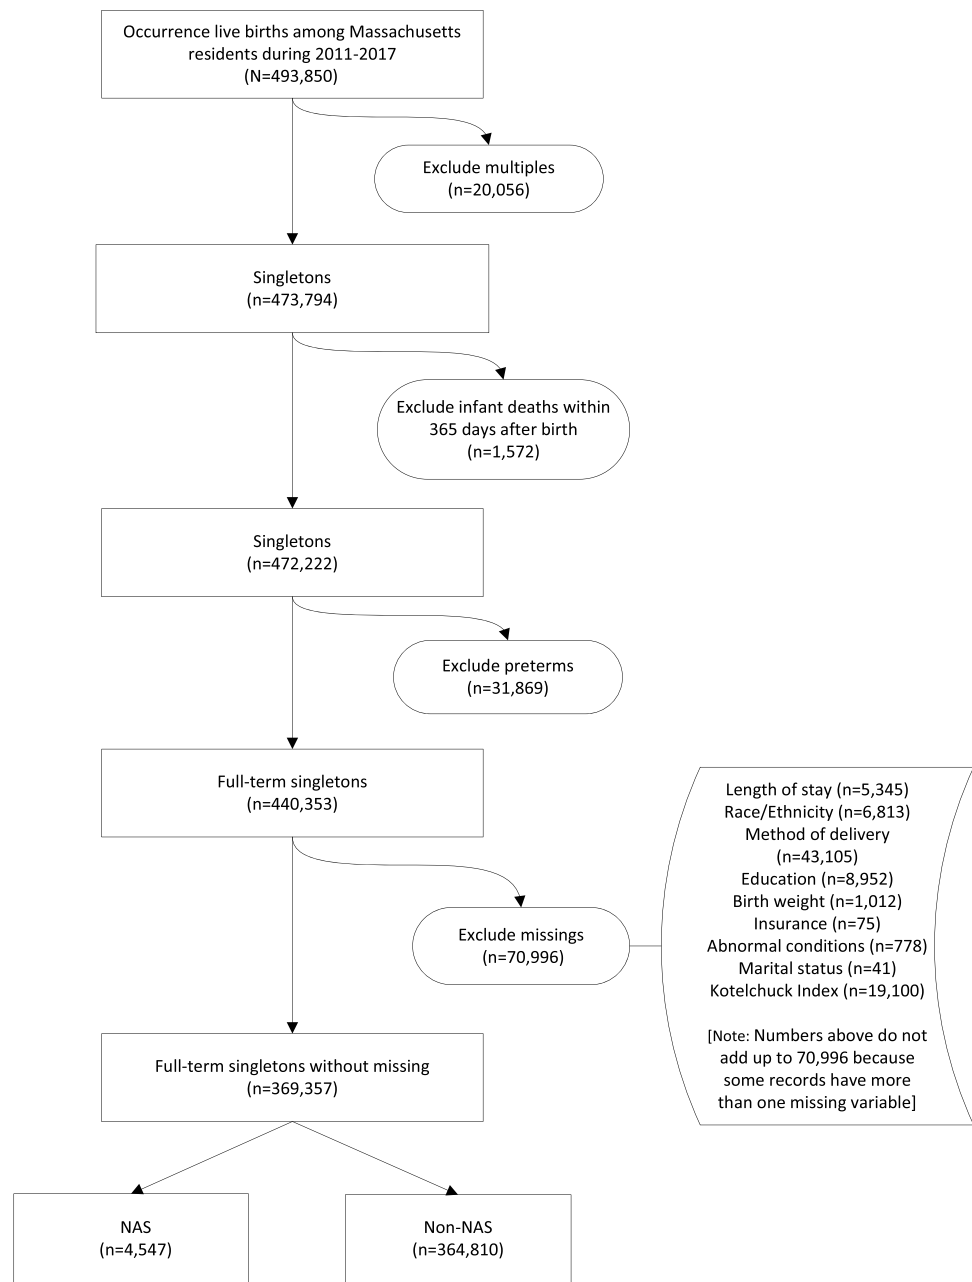 Occurrence live births among Massachusetts
residents during 2011-2017
(N=493,850)
Exclude multiples
(n=20,056)
Singletons
(n=473,794)
Exclude infant deaths within
365 days after birth
(n=1,572)
Singletons
(n=472,222)
Exclude preterms
(n=31,869)
Full-term singletons
(n=440,353)
Exclude missings
(n=70,996)
Length of stay (n=5,345)
Race/Ethnicity (n=6,813)
Method of delivery
(n=43,105)
Education (n=8,952)
Birth weight (n=1,012)
Insurance (n=75)
Abnormal conditions (n=778)
Marital status (n=41)
Kotelchuck Index (n=19,100)
[Note: Numbers above do not
add up to 70,996 because
some records have more
than one missing variable]
Full-term singletons without missing
(n=369,357)
NAS
(n=4,547)
Non-NAS
(n=364,810)